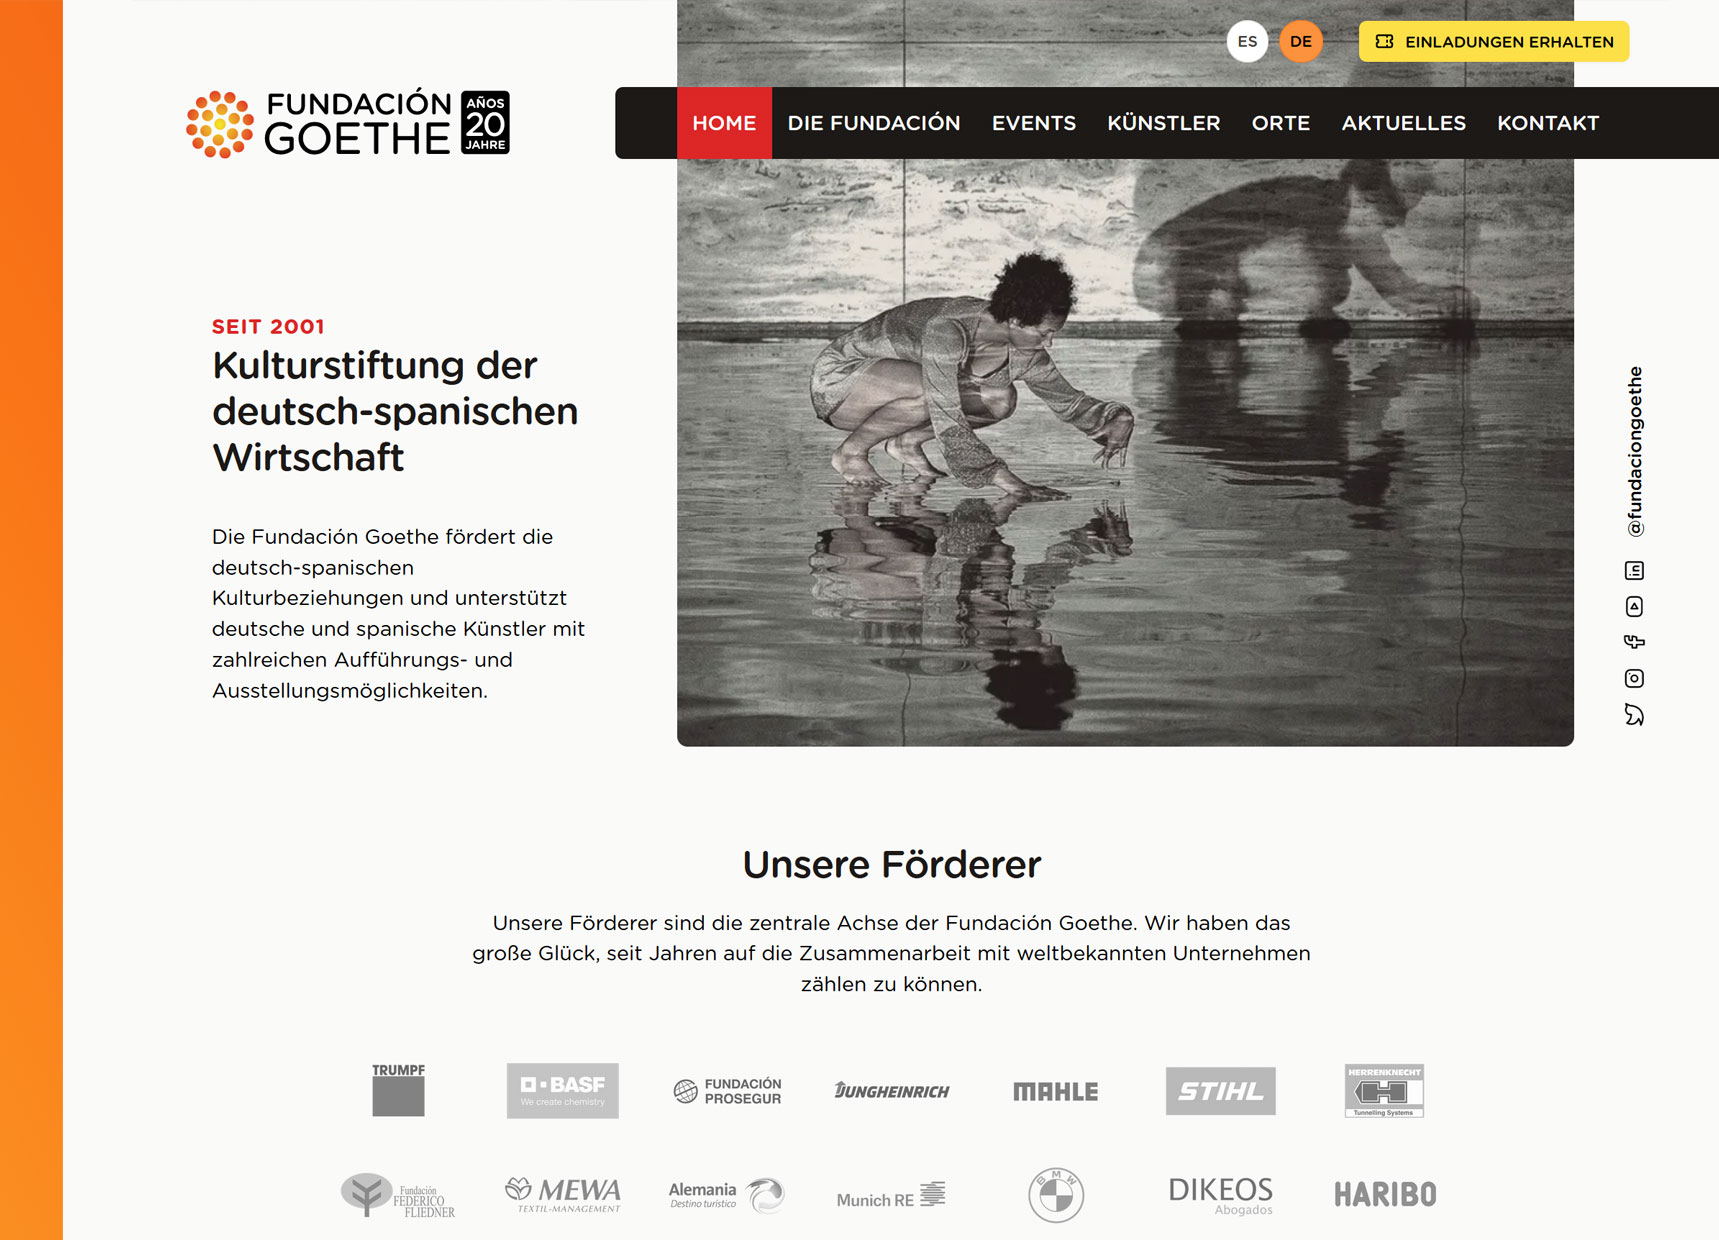 ES
DE
EINLADUNGEN ERHALTEN
FUNDACIÓN
GOETHE
AÑOS
20
JAHRE
HOME DIE FUNDACIÓN EVENTS KÜNSTLER ORTE AKTUELLES KONTAKT
SEIT 2001
Kulturstiftung der
deutsch-spanischen
Wirtschaft
Die Fundación Goethe fördert die
deutsch-spanischen
Kulturbeziehungen und unterstützt
deutsche und spanische Künstler mit
zahlreichen Aufführungs- und
Ausstellungsmöglichkeiten.
@fundaciongoethe
Unsere Förderer
Unsere Förderer sind die zentrale Achse der Fundación Goethe. Wir haben das
große Glück, seit Jahren auf die Zusammenarbeit mit weltbekannten Unternehmen
zählen zu können.
TRUMPF
BASF
We create chemistry
FUNDACIÓN
PROSEGUR
JUNGHEINRICH
MAHLE
STIHL
HERRENKNECHT
Tunnelling Systems
Fundación
FEDERICO
FLIEDNER
MEWA
TEXTIL-MANAGEMENT
Alemania
Destino turístico
Munich RE
BMW
DIKEOS
Abogados
HARIBO